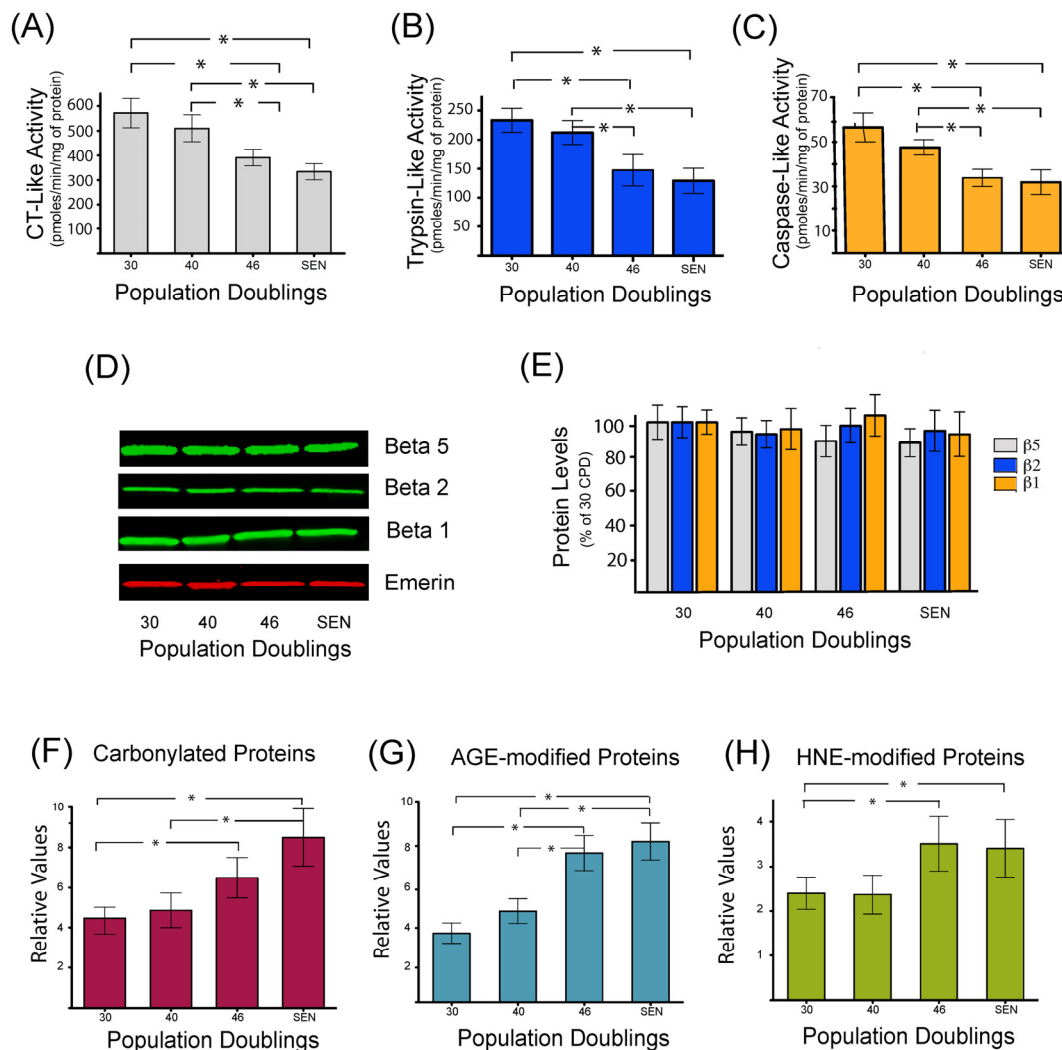 (A)
CT-Like Activity
(pmoles/min/mg of protein)
600
400
300
100
*
*
*
*
30 40 46 SEN
Population Doublings
(B)
Trypsin-Like Activity
(pmoles/min/mg of protein)
250
200
150
100
50
*
*
*
*
30 40 46 SEN
Population Doublings
(C)
Caspase-Like Activity
(pmoles/min/mg of protein)
70
50
30
10
*
*
*
*
30 40 46 SEN
Population Doublings
(D)
Beta 5
Beta 2
Beta 1
Emerin
30 40 46 SEN
Population Doublings
(E)
Protein Levels
(% of 30 CPD)
100
80
60
40
20
β5
β2
β1
30 40 46 SEN
Population Doublings
(F)
Carbonylated Proteins
Relative Values
10
8
6
4
2
*
*
*
30 40 46 SEN
Population Doublings
(G)
AGE-modified Proteins
Relative Values
10
8
6
4
2
*
*
*
*
30 40 46 SEN
Population Doublings
(H)
HNE-modified Proteins
Relative Values
4
3
2
1
*
*
30 40 46 SEN
Population Doublings